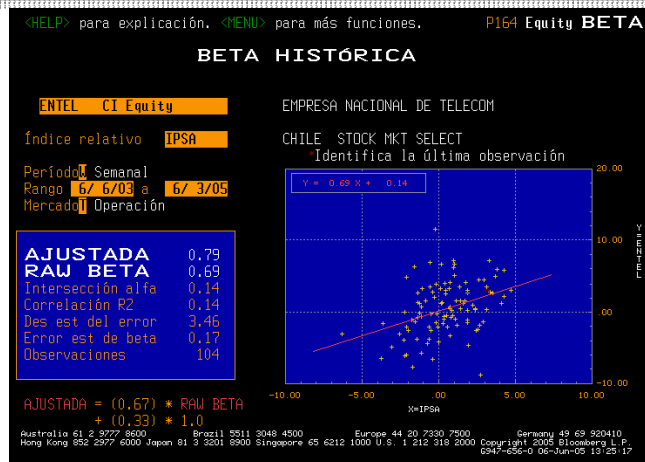 <HELP> para explicación. <MENU> para más funciones. P164 Equity BETA
BETA HISTÓRICA
ENTEL CI Equity EMPRESA NACIONAL DE TELECOM
Índice relativo IPSA CHILE STOCK MKT SELECT
*Identifica la última observación
Período W Semanal
Rango 6/ 6/03 a 6/ 3/05
Mercado T Operación
AJUSTADA 0.79
RAW BETA 0.69
Intersección alfa 0.14
Correlación R2 0.14
Des est del error 3.46
Error est de beta 0.17
Observaciones 104
AJUSTADA = (0.67) * RAW BETA
+ (0.33) * 1.0
Y = 0.69 X + 0.14
20.00
10.00
.00
-10.00
Y=ENTEL
-10.00 -5.00 .00 5.00 10.00
X=IPSA
Australia 61 2 9777 8600 Brazil 5511 3048 4500 Europe 44 20 7330 7500 Germany 49 69 920410
Hong Kong 852 2977 6000 Japan 81 3 3201 8900 Singapore 65 6212 1000 U.S. 1 212 318 2000 Copyright 2005 Bloomberg L.P.
G947-656-0 06-Jun-05 13:25:17